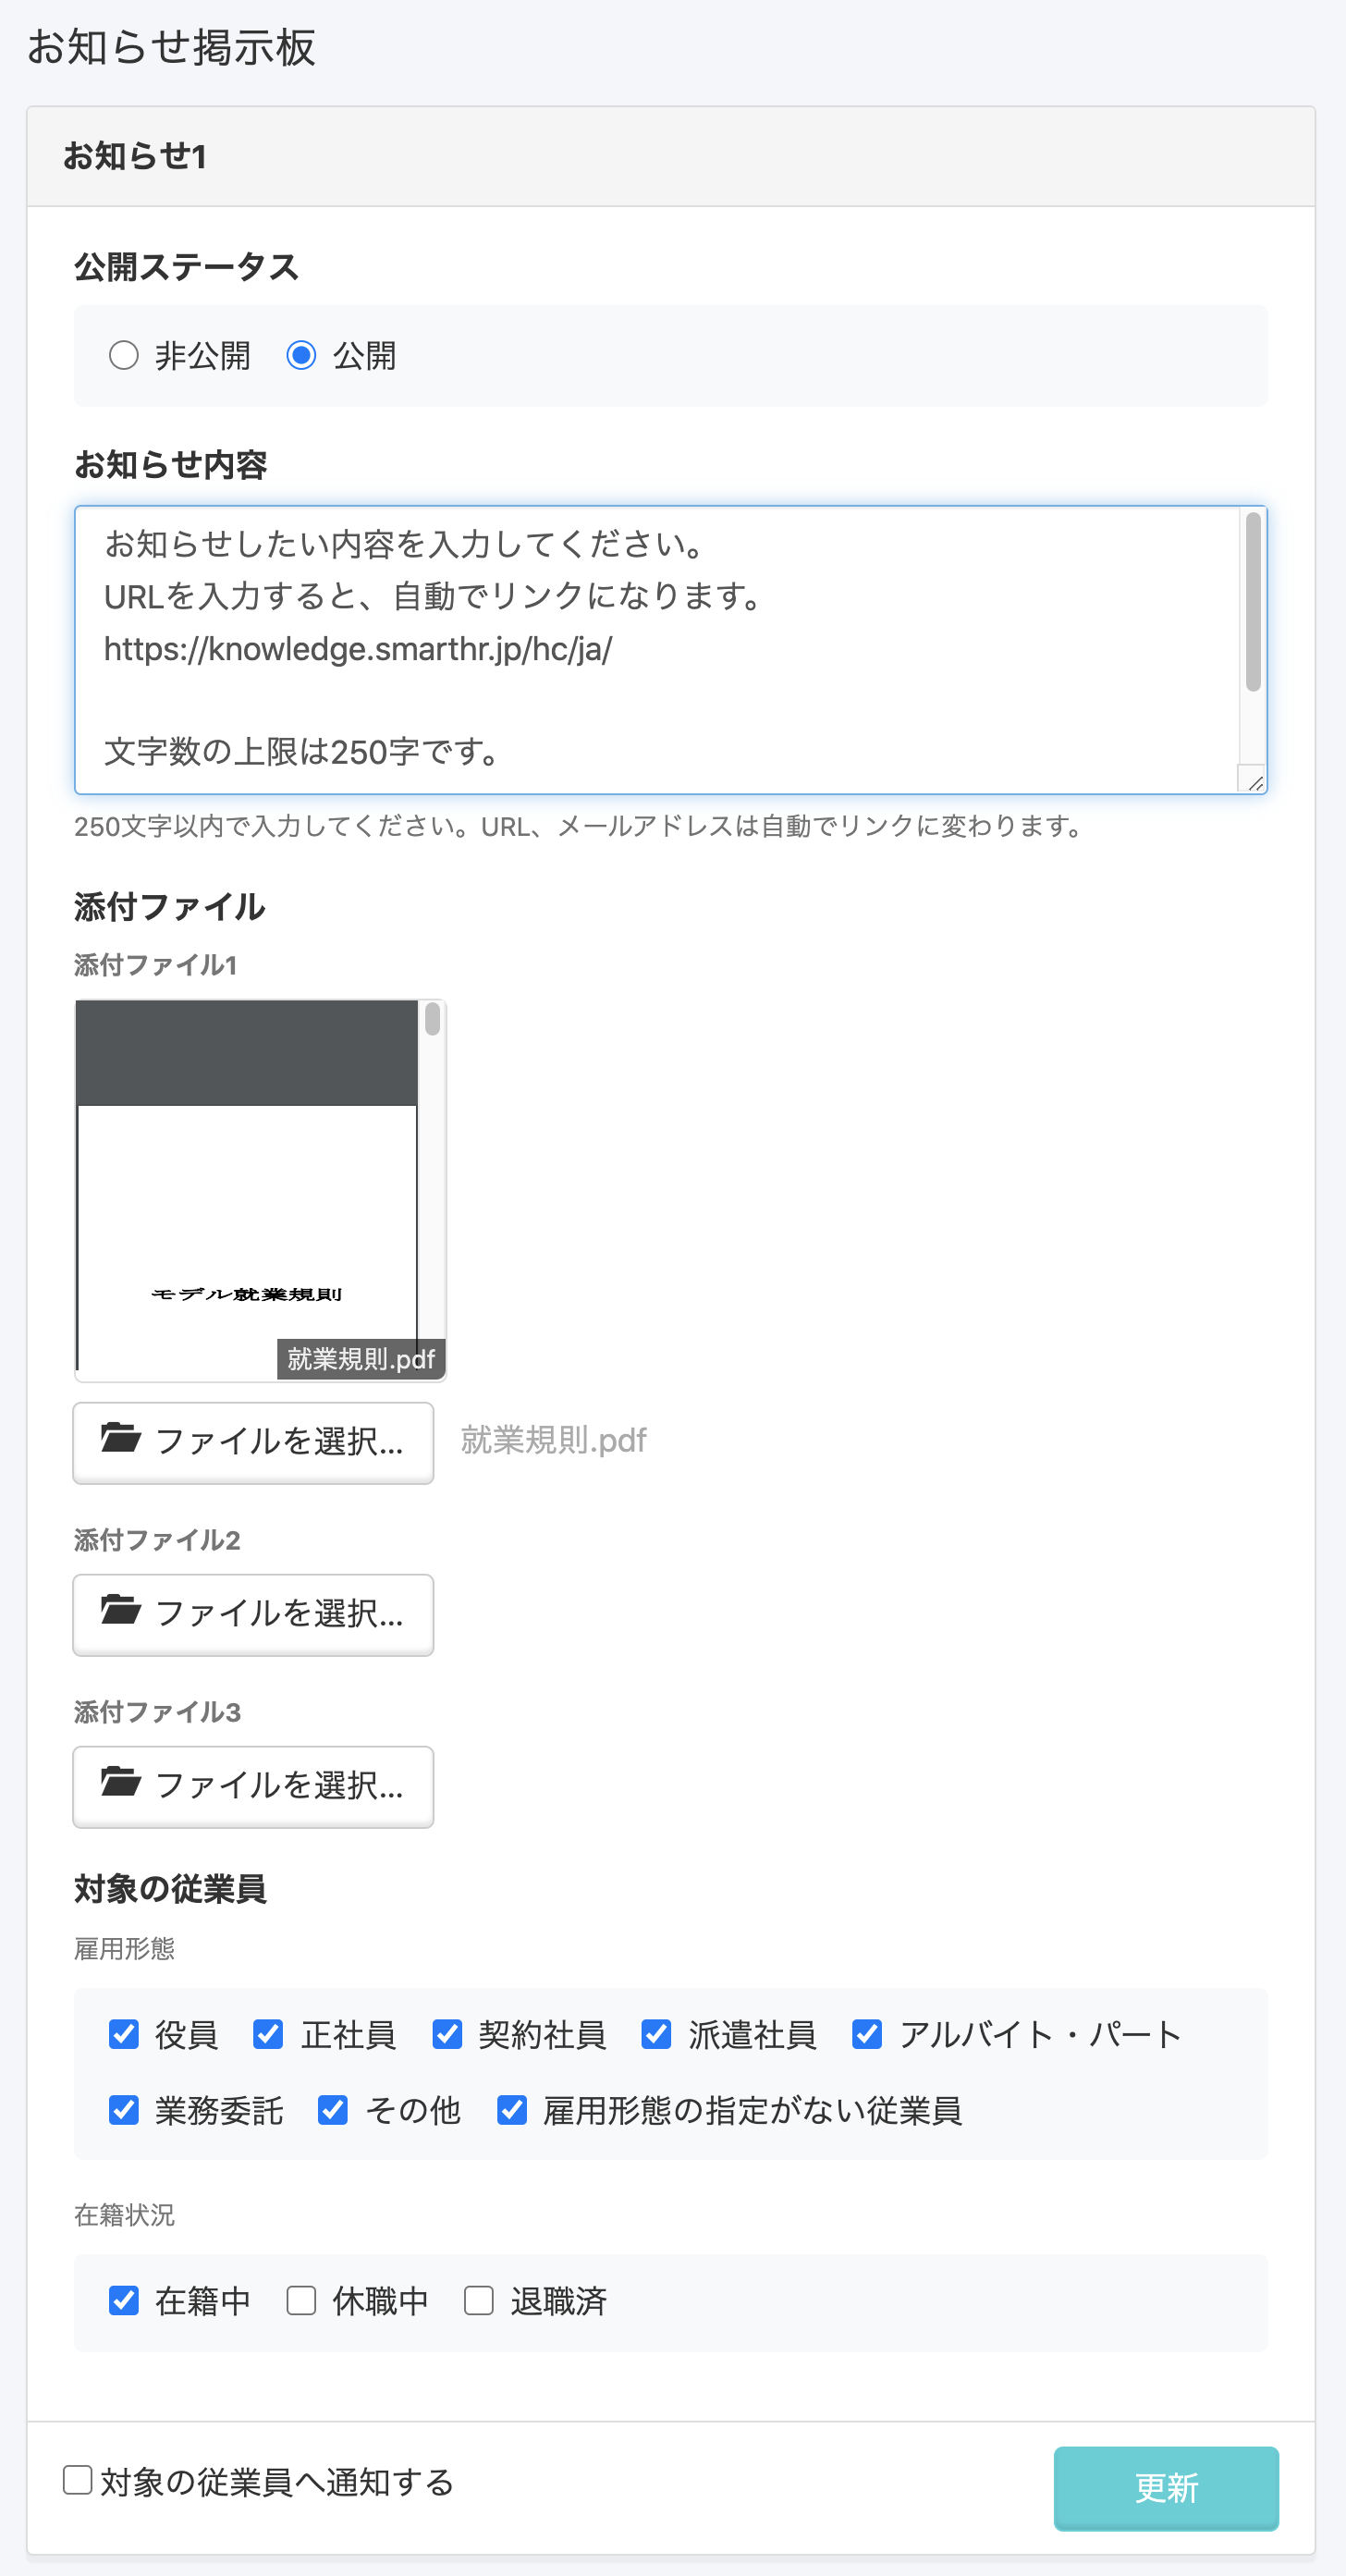 お知らせ掲示板
お知らせ1
公開ステータス
非公開 公開
お知らせ内容
お知らせしたい内容を入力してください。
URLを入力すると、自動でリンクになります。
https://knowledge.smarthr.jp/hc/ja/
文字数の上限は250字です。
250文字以内で入力してください。URL、メールアドレスは自動でリンクに変わります。
添付ファイル
添付ファイル1
モデル就業規則
就業規則.pdf
ファイルを選択... 就業規則.pdf
添付ファイル2
ファイルを選択...
添付ファイル3
ファイルを選択...
対象の従業員
雇用形態
役員 正社員 契約社員 派遣社員 アルバイト・パート
業務委託 その他 雇用形態の指定がない従業員
在籍状況
在籍中 休職中 退職済
対象の従業員へ通知する 更新